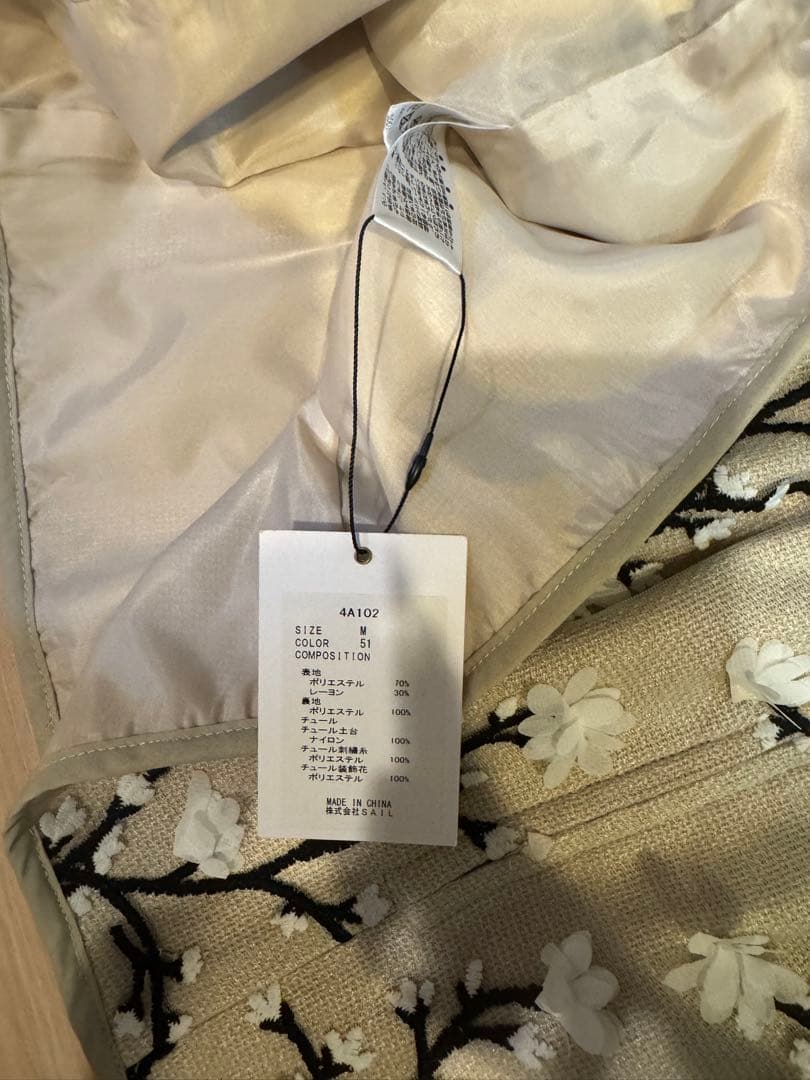 4A102
SIZE M
COLOR 51
COMPOSITION
表地
ポリエステル 70%
レーヨン 30%
裏地
ポリエステル 100%
チュール
チュール土台
ナイロン 100%
チュール刺繍糸
ポリエステル 100%
チュール装飾花
ポリエステル 100%
MADE IN CHINA
株式会社SAIL